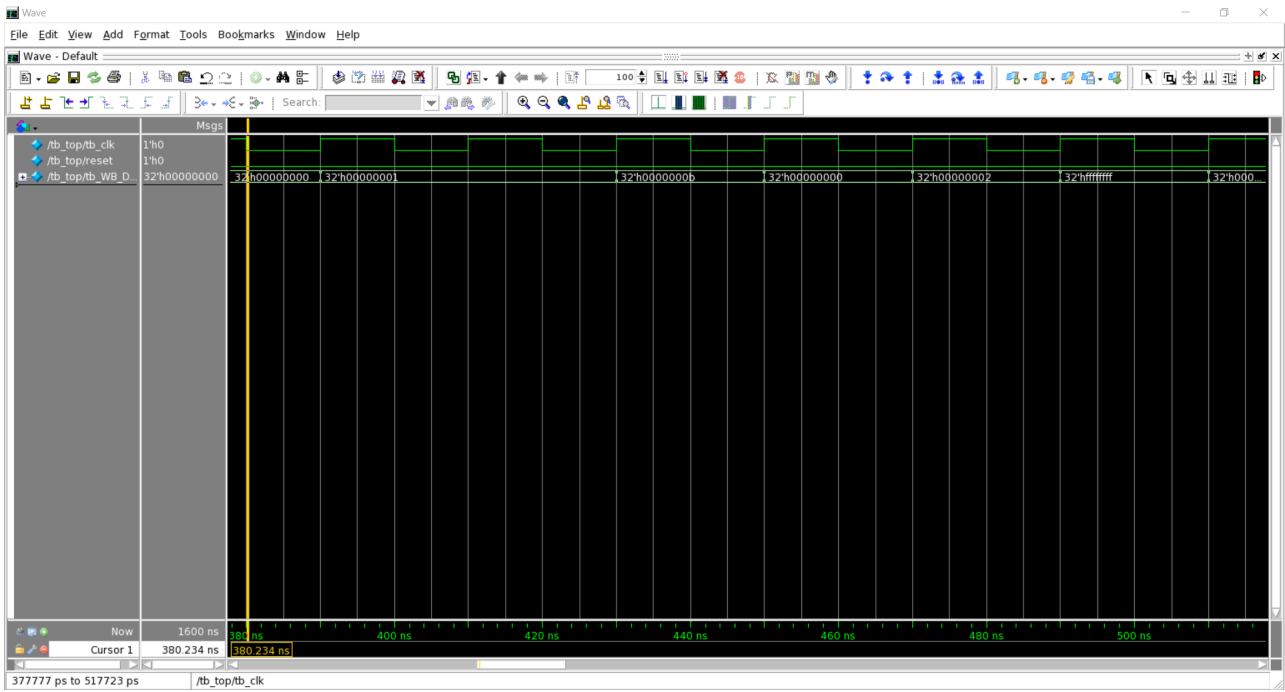 Wave
File Edit View Add Format Tools Bookmarks Window Help
Wave - Default
100
Search:
Msgs
/tb_top/tb_clk 1'h0
/tb_top/reset 1'h0
/tb_top/tb_WB_D... 32'h00000000 32'h00000000 32'h00000001 32'h0000000b 32'h00000000 32'h00000002 32'hffffffff 32'h000...
Now 1600 ns 380 ns 400 ns 420 ns 440 ns 460 ns 480 ns 500 ns
Cursor 1 380.234 ns 380.234 ns
377777 ps to 517723 ps /tb_top/tb_clk